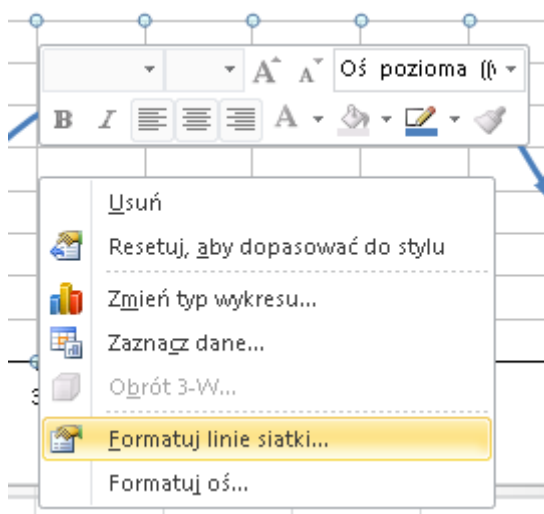 A A Oś pozioma ((
B I A
Usuń
Resetuj, aby dopasować do stylu
Zmień typ wykresu...
Zaznacz dane...
Obrót 3-W...
3
Formatuj linie siatki...
Formatuj oś...